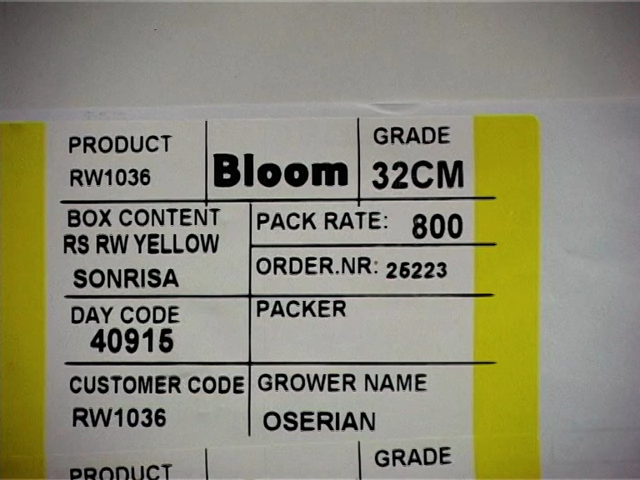 PRODUCT
RW1036
Bloom
GRADE
32CM
BOX CONTENT
RS RW YELLOW
SONRISA
PACK RATE: 800
ORDER.NR: 25223
DAY CODE
40915
PACKER
CUSTOMER CODE
RW1036
GROWER NAME
OSERIAN
PRODUCT
GRADE